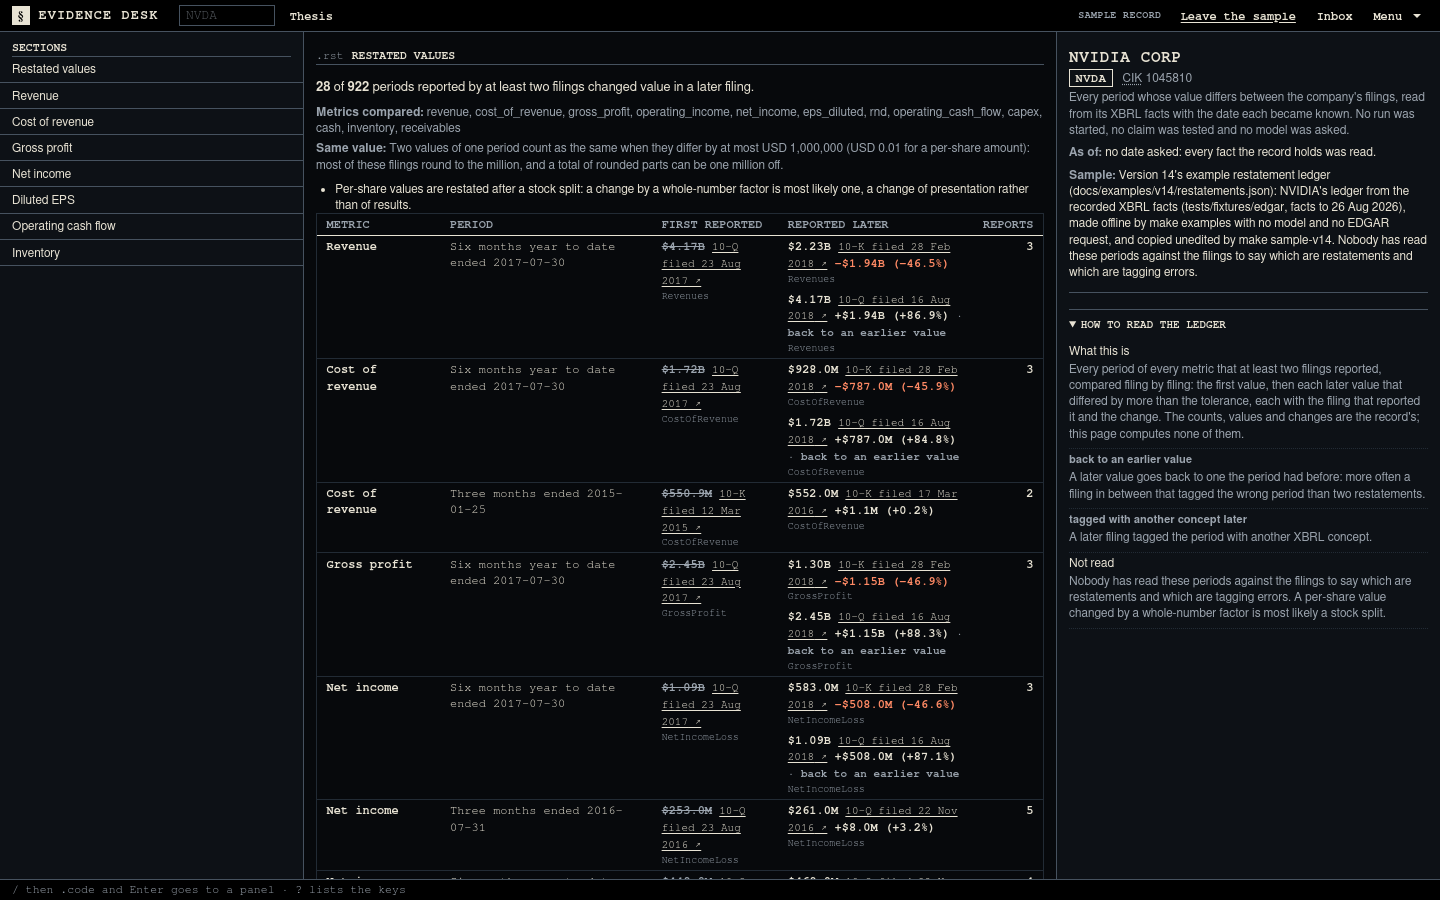 § EVIDENCE DESK NVDA Thesis SAMPLE RECORD Leave the sample Inbox Menu
SECTIONS
Restated values
Revenue
Cost of revenue
Gross profit
Net income
Diluted EPS
Operating cash flow
Inventory
.rst RESTATED VALUES
28 of 922 periods reported by at least two filings changed value in a later filing.
Metrics compared: revenue, cost_of_revenue, gross_profit, operating_income, net_income, eps_diluted, rnd, operating_cash_flow, capex,
cash, inventory, receivables
Same value: Two values of one period count as the same when they differ by at most USD 1,000,000 (USD 0.01 for a per-share amount):
most of these filings round to the million, and a total of rounded parts can be one million off.
• Per-share values are restated after a stock split: a change by a whole-number factor is most likely one, a change of presentation rather
than of results.
METRIC PERIOD FIRST REPORTED REPORTED LATER REPORTS
Revenue
Six months year to date
ended 2017-07-30
$4.17B 10-Q
filed 23 Aug
2017 ↗
Revenues
$2.23B 10-K filed 28 Feb
2018 ↗ −$1.94B (−46.5%)
Revenues
$4.17B 10-Q filed 16 Aug
2018 ↗ +$1.94B (+86.9%) ·
back to an earlier value
Revenues
3
Cost of
revenue
Six months year to date
ended 2017-07-30
$1.72B 10-Q
filed 23 Aug
2017 ↗
CostOfRevenue
$928.0M 10-K filed 28 Feb
2018 ↗ −$787.0M (−45.9%)
CostOfRevenue
$1.72B 10-Q filed 16 Aug
2018 ↗ +$787.0M (+84.8%)
· back to an earlier value
CostOfRevenue
3
Cost of
revenue
Three months ended 2015-
01-25
$550.9M 10-K
filed 12 Mar
2015 ↗
CostOfRevenue
$552.0M 10-K filed 17 Mar
2016 ↗ +$1.1M (+0.2%)
CostOfRevenue
2
Gross profit
Six months year to date
ended 2017-07-30
$2.45B 10-Q
filed 23 Aug
2017 ↗
GrossProfit
$1.30B 10-K filed 28 Feb
2018 ↗ −$1.15B (−46.9%)
GrossProfit
$2.45B 10-Q filed 16 Aug
2018 ↗ +$1.15B (+88.3%) ·
back to an earlier value
GrossProfit
3
Net income
Six months year to date
ended 2017-07-30
$1.09B 10-Q
filed 23 Aug
2017 ↗
NetIncomeLoss
$583.0M 10-K filed 28 Feb
2018 ↗ −$508.0M (−46.6%)
NetIncomeLoss
$1.09B 10-Q filed 16 Aug
2018 ↗ +$508.0M (+87.1%)
· back to an earlier value
NetIncomeLoss
3
Net income
Three months ended 2016-
07-31
$253.0M 10-Q
filed 23 Aug
2016 ↗
NetIncomeLoss
$261.0M 10-Q filed 22 Nov
2016 ↗ +$8.0M (+3.2%)
NetIncomeLoss
5
NVIDIA CORP
NVDA CIK 1045810
Every period whose value differs between the company's filings, read
from its XBRL facts with the date each became known. No run was
started, no claim was tested and no model was asked.
As of: no date asked: every fact the record holds was read.
Sample: Version 14's example restatement ledger
(docs/examples/v14/restatements.json): NVIDIA's ledger from the
recorded XBRL facts (tests/fixtures/edgar, facts to 26 Aug 2026),
made offline by make examples with no model and no EDGAR
request, and copied unedited by make sample-v14. Nobody has read
these periods against the filings to say which are restatements and
which are tagging errors.
▼ HOW TO READ THE LEDGER
What this is
Every period of every metric that at least two filings reported,
compared filing by filing: the first value, then each later value that
differed by more than the tolerance, each with the filing that reported
it and the change. The counts, values and changes are the record's;
this page computes none of them.
back to an earlier value
A later value goes back to one the period had before: more often a
filing in between that tagged the wrong period than two restatements.
tagged with another concept later
A later filing tagged the period with another XBRL concept.
Not read
Nobody has read these periods against the filings to say which are
restatements and which are tagging errors. A per-share value
changed by a whole-number factor is most likely a stock split.
/ then .code and Enter goes to a panel · ? lists the keys